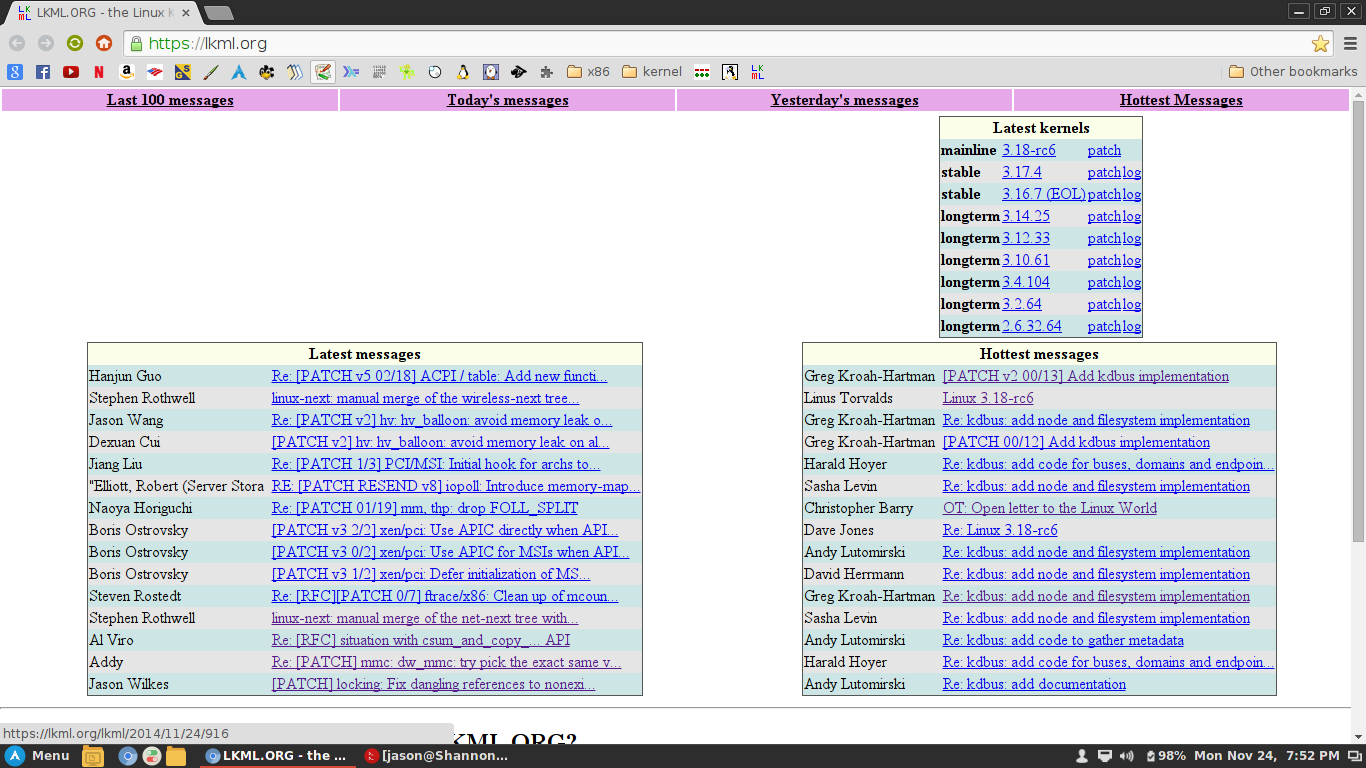 LKML.ORG - the Linux K
https://lkml.org
x86
kernel
Other bookmarks
Last 100 messages Today's messages Yesterday's messages Hottest Messages
Latest kernels
mainline 3.18-rc6 patch
stable 3.17.4 patch log
stable 3.16.7 (EOL) patch log
longterm 3.14.25 patch log
longterm 3.12.33 patch log
longterm 3.10.61 patch log
longterm 3.4.104 patch log
longterm 3.2.64 patch log
longterm 2.6.32.64 patch log
Latest messages
Hanjun Guo Re: [PATCH v5 02/18] ACPI / table: Add new functi...
Stephen Rothwell linux-next: manual merge of the wireless-next tree...
Jason Wang Re: [PATCH v2] hv: hv_balloon: avoid memory leak o...
Dexuan Cui [PATCH v2] hv: hv_balloon: avoid memory leak on al...
Jiang Liu Re: [PATCH 1/3] PCI/MSI: Initial hook for archs to...
"Elliott, Robert (Server Stora RE: [PATCH RESEND v8] iopoll: Introduce memory-map...
Naoya Horiguchi Re: [PATCH 01/19] mm, thp: drop FOLL_SPLIT
Boris Ostrovsky [PATCH v3 2/2] xen/pci: Use APIC directly when API...
Boris Ostrovsky [PATCH v3 0/2] xen/pci: Use APIC for MSIs when API...
Boris Ostrovsky [PATCH v3 1/2] xen/pci: Defer initialization of MS...
Steven Rostedt Re: [RFC][PATCH 0/7] ftrace/x86: Clean up of mcoun...
Stephen Rothwell linux-next: manual merge of the net-next tree with...
Al Viro Re: [RFC] situation with csum_and_copy_... API
Addy Re: [PATCH] mmc: dw_mmc: try pick the exact same v...
Jason Wilkes [PATCH] locking: Fix dangling references to nonexi...
Hottest messages
Greg Kroah-Hartman [PATCH v2 00/13] Add kdbus implementation
Linus Torvalds Linux 3.18-rc6
Greg Kroah-Hartman Re: kdbus: add node and filesystem implementation
Greg Kroah-Hartman [PATCH 00/12] Add kdbus implementation
Harald Hoyer Re: kdbus: add code for buses, domains and endpoin...
Sasha Levin Re: kdbus: add node and filesystem implementation
Christopher Barry OT: Open letter to the Linux World
Dave Jones Re: Linux 3.18-rc6
Andy Lutomirski Re: kdbus: add node and filesystem implementation
David Herrmann Re: kdbus: add node and filesystem implementation
Greg Kroah-Hartman Re: kdbus: add node and filesystem implementation
Sasha Levin Re: kdbus: add node and filesystem implementation
Andy Lutomirski Re: kdbus: add code to gather metadata
Harald Hoyer Re: kdbus: add code for buses, domains and endpoin...
Andy Lutomirski Re: kdbus: add documentation
https://lkml.org/lkml/2014/11/24/916
KML.ORG?
Menu
LKML.ORG - the ...
[jason@Shannon...
98% Mon Nov 24, 7:52 PM